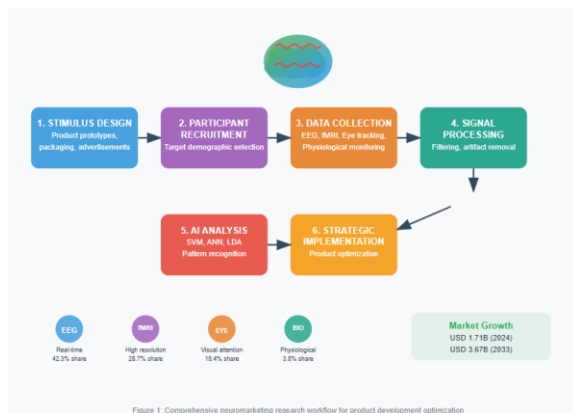 1. STIMULUS DESIGN
Product prototypes,
packaging, advertisements
2. PARTICIPANT
RECRUITMENT
Target demographic selection
3. DATA COLLECTION
EEG, fMRI, Eye tracking,
Physiological monitoring
4. SIGNAL
PROCESSING
Filtering, artifact removal
5. AI ANALYSIS
SVM, ANN, LDA
Pattern recognition
6. STRATEGIC
IMPLEMENTATION
Product optimization
EEG
Real-time
42.3% share
fMRI
High resolution
28.7% share
EYE
Visual attention
18.4% share
BIO
Physiological
3.8% share
Market Growth
USD 1.71B (2024)
USD 3.67B (2033)
Figure 1: Comprehensive neuromarketing research workflow for product development optimization